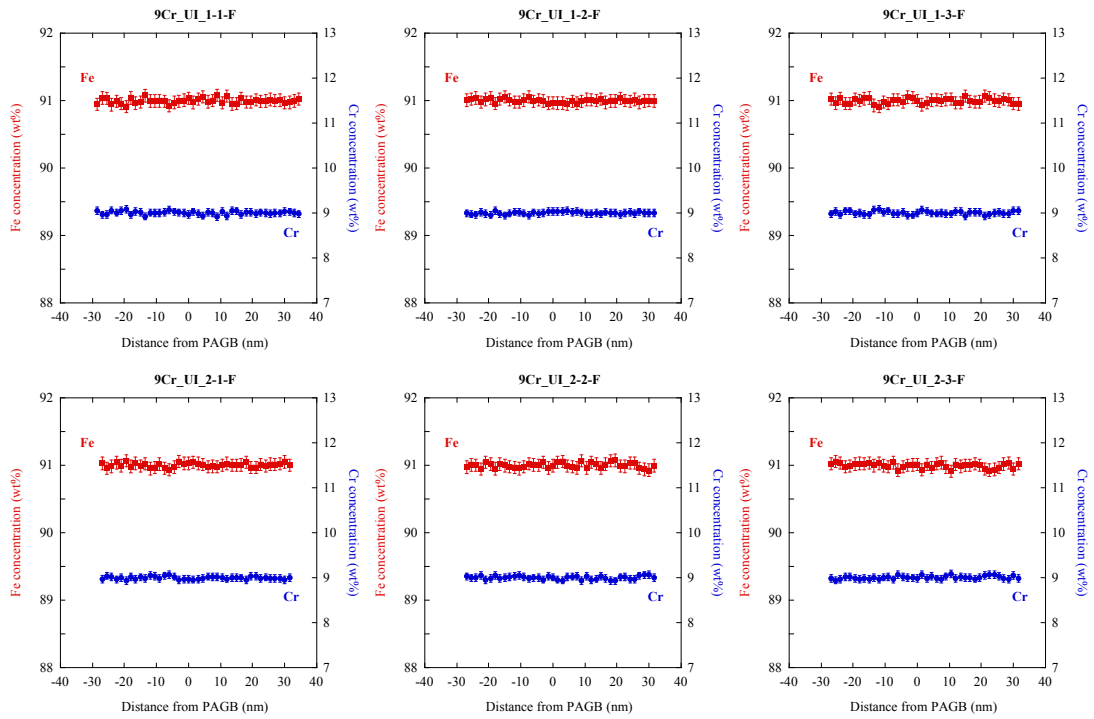 9Cr_UI_1-1-F
92
91
90
89
88
13
12
11
10
9
8
7
Fe
Cr
-40 -30 -20 -10 0 10 20 30 40
Distance from PAGB (nm)
Fe concentration (wt%)
Cr concentration (wt%)
9Cr_UI_1-2-F
92
91
90
89
88
13
12
11
10
9
8
7
Fe
Cr
-40 -30 -20 -10 0 10 20 30 40
Distance from PAGB (nm)
Fe concentration (wt%)
Cr concentration (wt%)
9Cr_UI_1-3-F
92
91
90
89
88
13
12
11
10
9
8
7
Fe
Cr
-40 -30 -20 -10 0 10 20 30 40
Distance from PAGB (nm)
Fe concentration (wt%)
Cr concentration (wt%)
9Cr_UI_2-1-F
92
91
90
89
88
13
12
11
10
9
8
7
Fe
Cr
-40 -30 -20 -10 0 10 20 30 40
Distance from PAGB (nm)
Fe concentration (wt%)
Cr concentration (wt%)
9Cr_UI_2-2-F
92
91
90
89
88
13
12
11
10
9
8
7
Fe
Cr
-40 -30 -20 -10 0 10 20 30 40
Distance from PAGB (nm)
Fe concentration (wt%)
Cr concentration (wt%)
9Cr_UI_2-3-F
92
91
90
89
88
13
12
11
10
9
8
7
Fe
Cr
-40 -30 -20 -10 0 10 20 30 40
Distance from PAGB (nm)
Fe concentration (wt%)
Cr concentration (wt%)